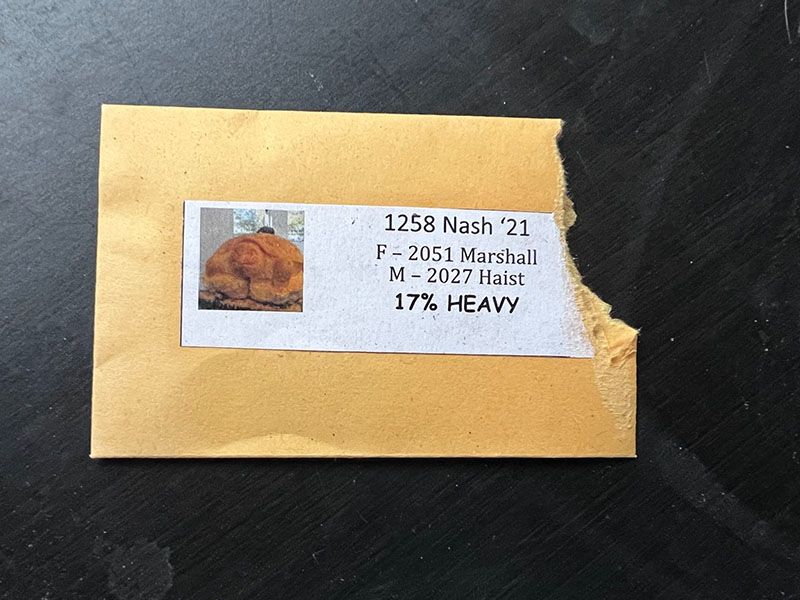 1258 Nash ‘21
F – 2051 Marshall
M – 2027 Haist
17% HEAVY